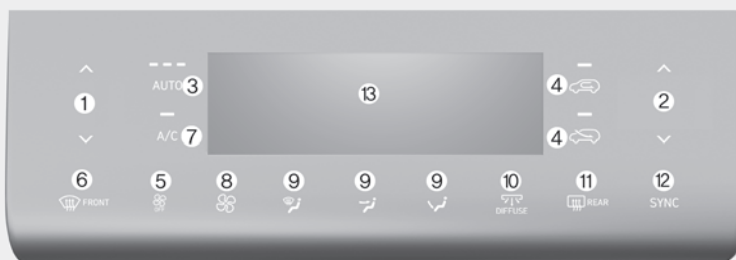 AUTO 3
13
4
1
2
A/C 7
4
6 5 8 9 9 9 10 11 12
FRONT OFF DIFFUSE REAR SYNC